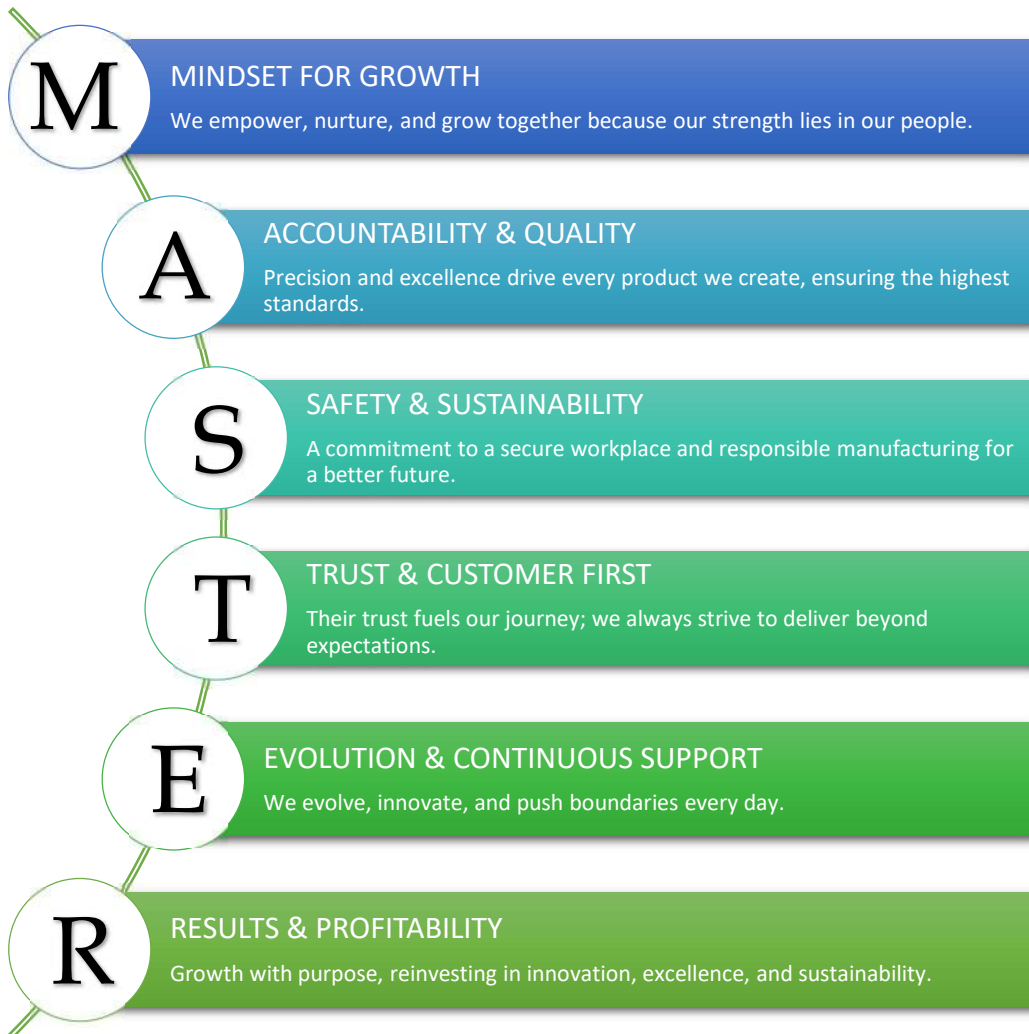 M
MINDSET FOR GROWTH
We empower, nurture, and grow together because our strength lies in our people.
A
ACCOUNTABILITY & QUALITY
Precision and excellence drive every product we create, ensuring the highest
standards.
S
SAFETY & SUSTAINABILITY
A commitment to a secure workplace and responsible manufacturing for
a better future.
T
TRUST & CUSTOMER FIRST
Their trust fuels our journey; we always strive to deliver beyond
expectations.
E
EVOLUTION & CONTINUOUS SUPPORT
We evolve, innovate, and push boundaries every day.
R
RESULTS & PROFITABILITY
Growth with purpose, reinvesting in innovation, excellence, and sustainability.